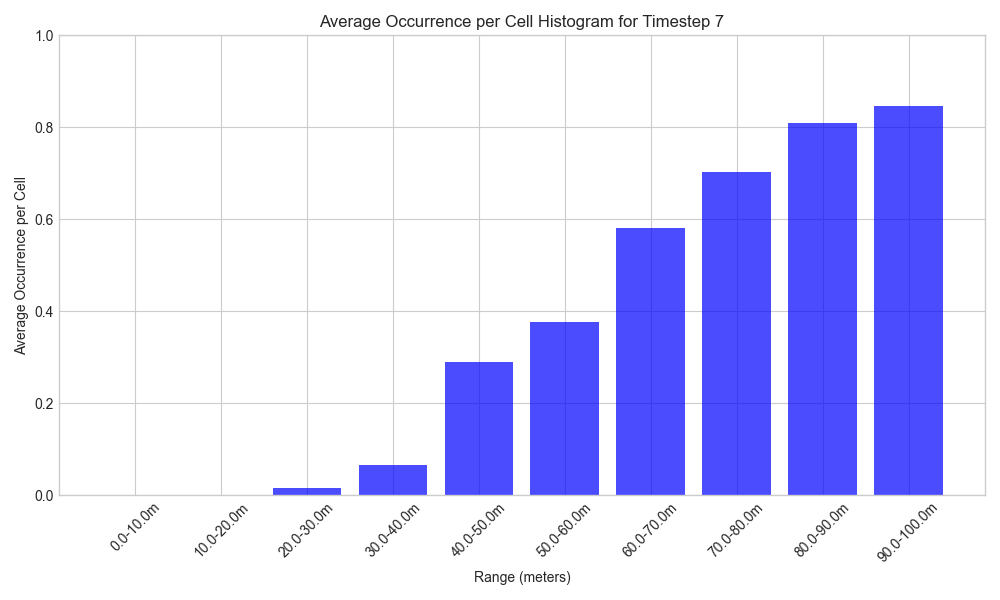 Average Occurrence per Cell Histogram for Timestep 7
Average Occurrence per Cell
1.0
0.8
0.6
0.4
0.2
0.0
0.0-10.0m
10.0-20.0m
20.0-30.0m
30.0-40.0m
40.0-50.0m
50.0-60.0m
60.0-70.0m
70.0-80.0m
80.0-90.0m
90.0-100.0m
Range (meters)